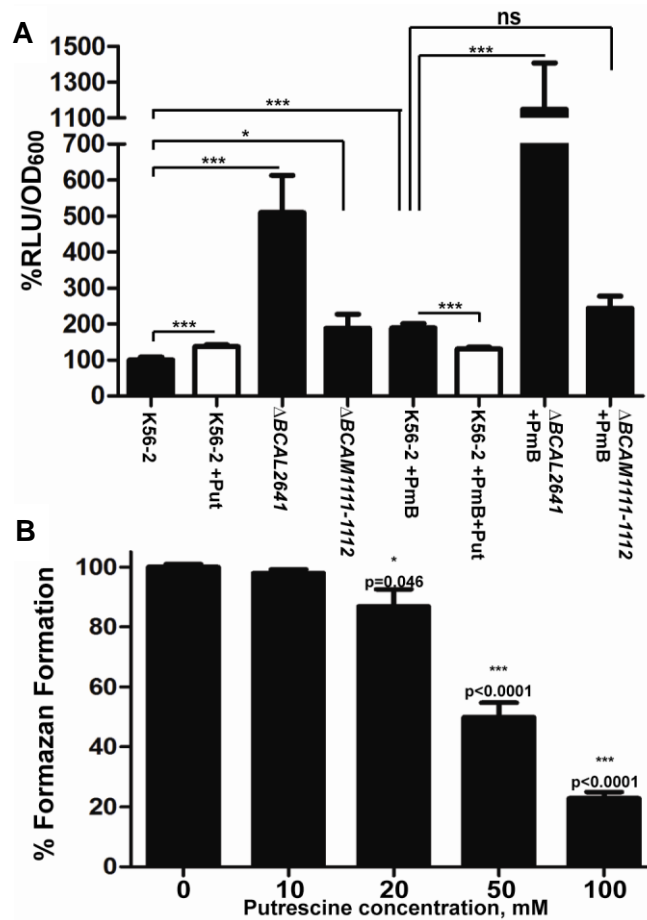 A
ns
***
***
*
***
***
***
%RLU/OD600
1500
1300
1100
700
600
500
400
300
200
100
0
K56-2
K56-2 +Put
ΔBCAL2641
ΔBCAM1111-1112
K56-2 +PmB
K56-2 +PmB+Put
ΔBCAL2641
+PmB
ΔBCAM1111-1112
+PmB
B
% Formazan Formation
100
80
60
40
20
0
*
p=0.046
***
p<0.0001
***
p<0.0001
0 10 20 50 100
Putrescine concentration, mM